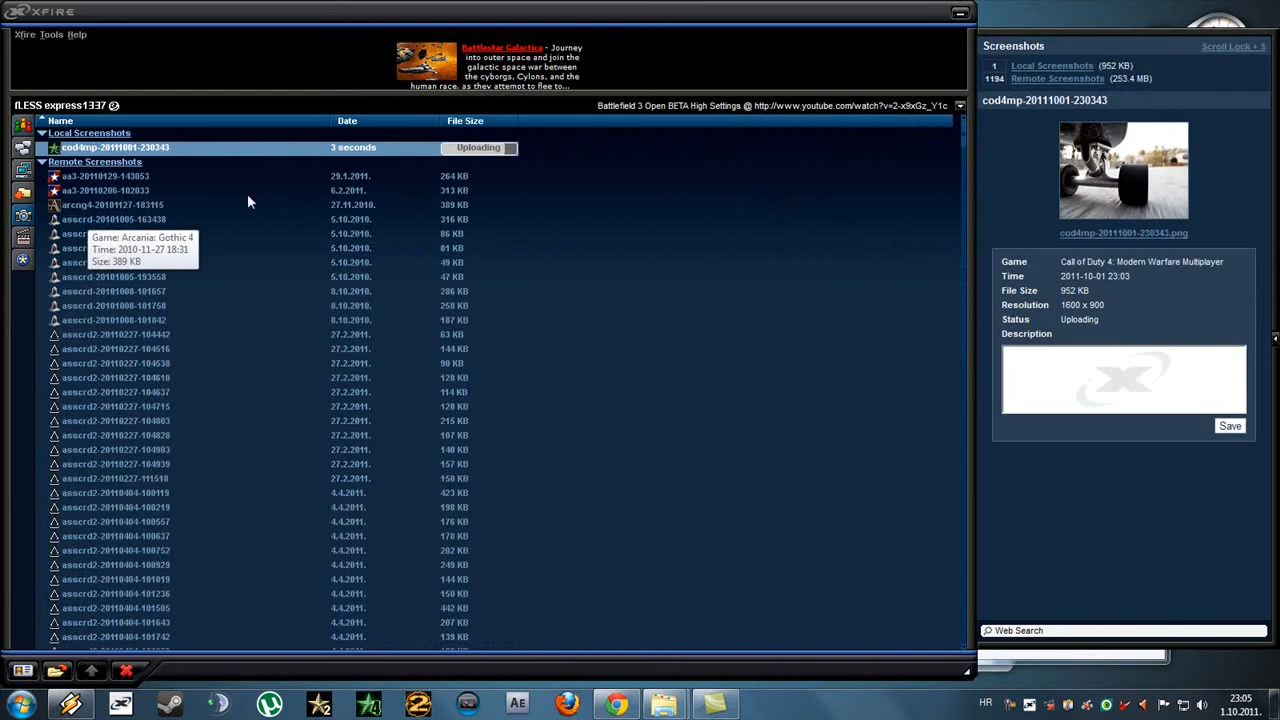 XFIRE
Xfire Tools Help
Battlestar Galactica - Journey
into outer space and join the
galactic space war between
the cyborgs, Cylons, and the
human race, as they attempt to flee to...
fLESS express1337
Battlefield 3 Open BETA High Settings @ http://www.youtube.com/watch?v=2-x9xGz_Y1c
Name Date File Size
Local Screenshots
cod4mp-20111001-230343 3 seconds Uploading
Remote Screenshots
aa3-20110129-143053 29.1.2011. 264 KB
aa3-20110206-102033 6.2.2011. 313 KB
arcng4-20101127-183115 27.11.2010. 389 KB
asscrd-20101005-163438 5.10.2010. 316 KB
asscr 5.10.2010. 86 KB
asscr 5.10.2010. 81 KB
asscr 5.10.2010. 49 KB
Game: Arcania: Gothic 4
Time: 2010-11-27 18:31
Size: 389 KB
asscrd-20101005-193558 5.10.2010. 47 KB
asscrd-20101008-101657 8.10.2010. 286 KB
asscrd-20101008-101758 8.10.2010. 258 KB
asscrd-20101008-101842 8.10.2010. 187 KB
asscrd2-20110227-104442 27.2.2011. 63 KB
asscrd2-20110227-104516 27.2.2011. 144 KB
asscrd2-20110227-104538 27.2.2011. 90 KB
asscrd2-20110227-104610 27.2.2011. 128 KB
asscrd2-20110227-104637 27.2.2011. 114 KB
asscrd2-20110227-104715 27.2.2011. 120 KB
asscrd2-20110227-104803 27.2.2011. 215 KB
asscrd2-20110227-104828 27.2.2011. 107 KB
asscrd2-20110227-104903 27.2.2011. 140 KB
asscrd2-20110227-104939 27.2.2011. 157 KB
asscrd2-20110227-111518 27.2.2011. 150 KB
asscrd2-20110404-100119 4.4.2011. 423 KB
asscrd2-20110404-100219 4.4.2011. 198 KB
asscrd2-20110404-100557 4.4.2011. 176 KB
asscrd2-20110404-100637 4.4.2011. 170 KB
asscrd2-20110404-100752 4.4.2011. 202 KB
asscrd2-20110404-100929 4.4.2011. 249 KB
asscrd2-20110404-101019 4.4.2011. 144 KB
asscrd2-20110404-101236 4.4.2011. 150 KB
asscrd2-20110404-101505 4.4.2011. 442 KB
asscrd2-20110404-101643 4.4.2011. 207 KB
asscrd2-20110404-101742 4.4.2011. 139 KB
Screenshots Scroll Lock + S
1 Local Screenshots (952 KB)
1194 Remote Screenshots (253.4 MB)
cod4mp-20111001-230343
cod4mp-20111001-230343.png
Game Call of Duty 4: Modern Warfare Multiplayer
Time 2011-10-01 23:03
File Size 952 KB
Resolution 1600 x 900
Status Uploading
Description
Save
Web Search
2
4
2
Ae
HR
23:05
1.10.2011.